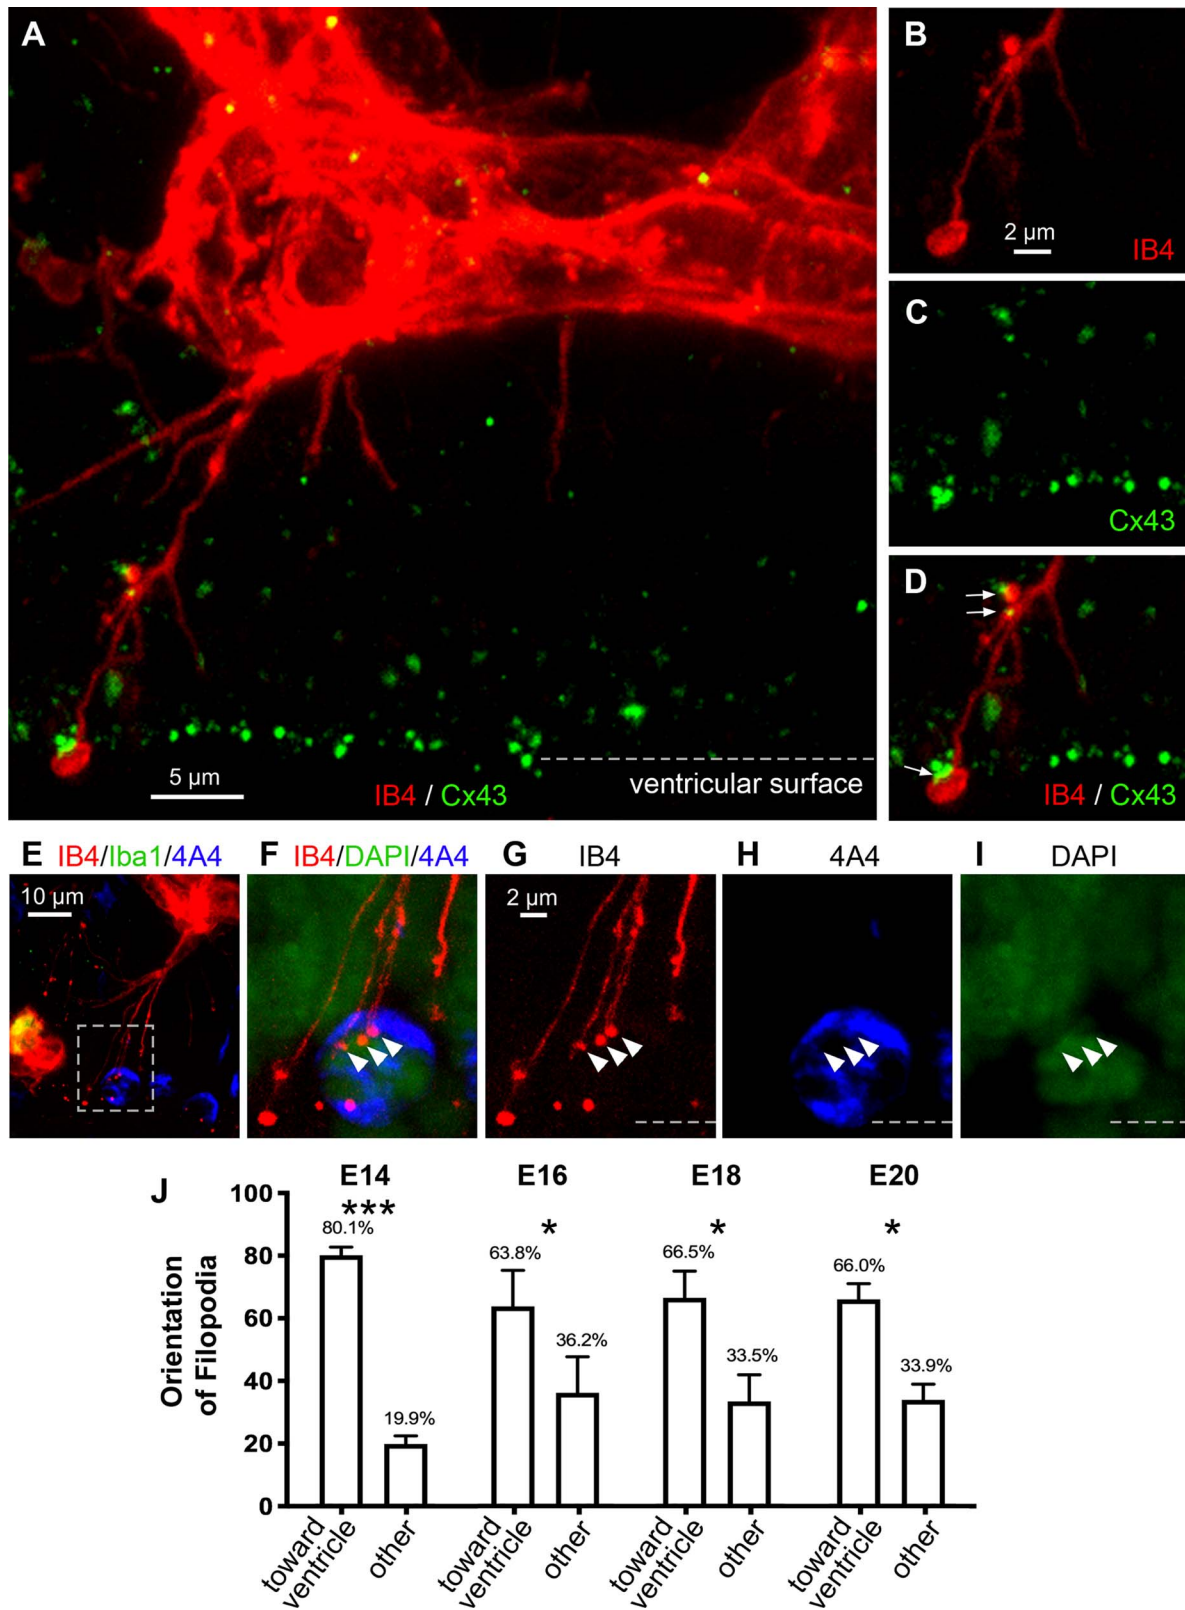 A
5 µm
IB4 / Cx43
ventricular surface
B
2 µm
IB4
C
Cx43
D
IB4 / Cx43
E IB4/Iba1/4A4
10 µm
F IB4/DAPI/4A4
G IB4
2 µm
H 4A4
I DAPI
J
Orientation
of Filopodia
100
80
60
40
20
0
E14
***
80.1%
19.9%
E16
*
63.8%
36.2%
E18
*
66.5%
33.5%
E20
*
66.0%
33.9%
toward
ventricle
other
toward
ventricle
other
toward
ventricle
other
toward
ventricle
other